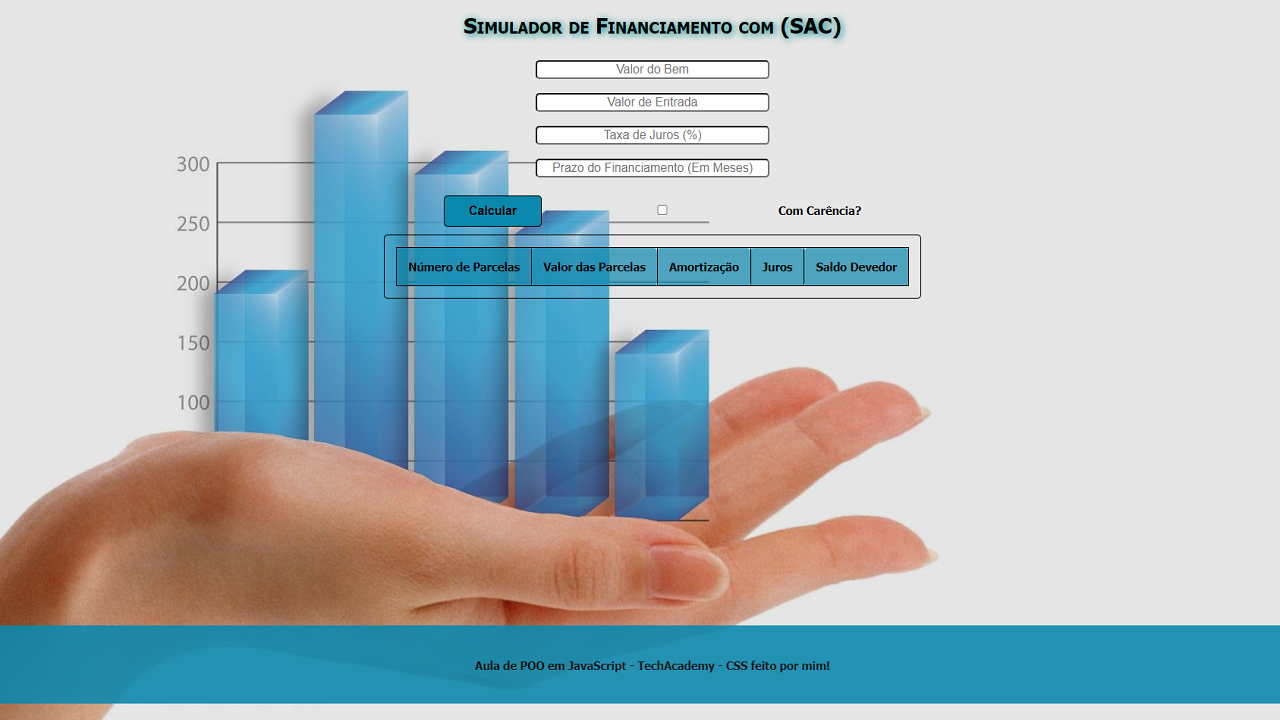 Simulador de Financiamento com (SAC)
Valor do Bem
Valor de Entrada
Taxa de Juros (%)
Prazo do Financiamento (Em Meses)
Calcular
Com Carência?
Número de Parcelas
Valor das Parcelas
Amortização
Juros
Saldo Devedor
300
250
200
150
100
Aula de POO em JavaScript - TechAcademy - CSS feito por mim!